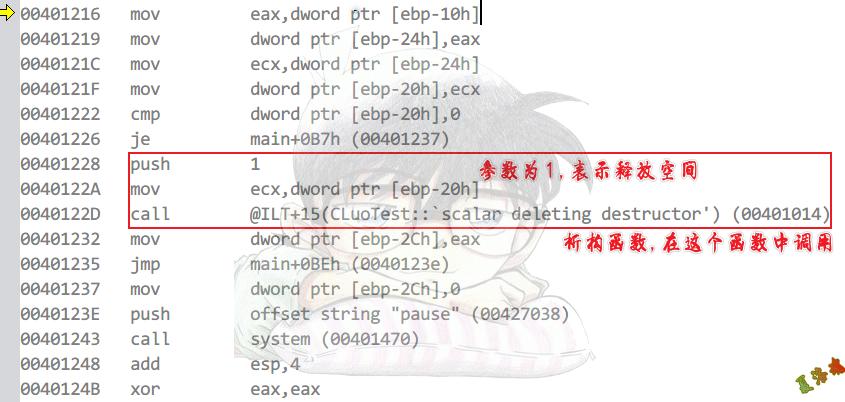 00401216 mov eax,dword ptr [ebp-10h]
00401219 mov dword ptr [ebp-24h],eax
0040121C mov ecx,dword ptr [ebp-24h]
0040121F mov dword ptr [ebp-20h],ecx
00401222 cmp dword ptr [ebp-20h],0
00401226 je main+0B7h (00401237)
00401228 push 1
参数为1,表示释放空间
0040122A mov ecx,dword ptr [ebp-20h]
0040122D call @ILT+15(CLuoTest::`scalar deleting destructor') (00401014)
00401232 mov dword ptr [ebp-2Ch],eax
析构函数,在这个函数中调用
00401235 jmp main+0BEh (0040123e)
00401237 mov dword ptr [ebp-2Ch],0
0040123E push offset string "pause" (00427038)
00401243 call system (00401470)
00401248 add esp,4
0040124B xor eax,eax